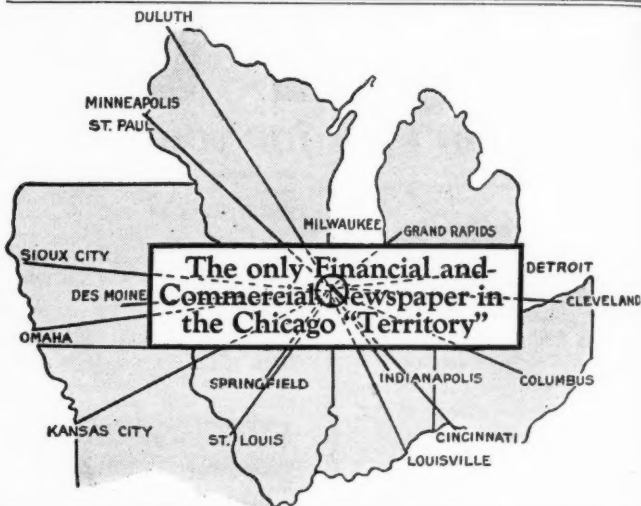 DULUTH
MINNEAPOLIS
ST. PAUL
MILWAUKEE
GRAND RAPIDS
SIOUX CITY
DETROIT
The only Financial and
DES MOINE
Commercial Newspaper in
CLEVELAND
the Chicago "Territory"
OMAHA
SPRINGFIELD
INDIANAPOLIS
COLUMBUS
KANSAS CITY
ST. LOUIS
CINCINNATI
LOUISVILLE